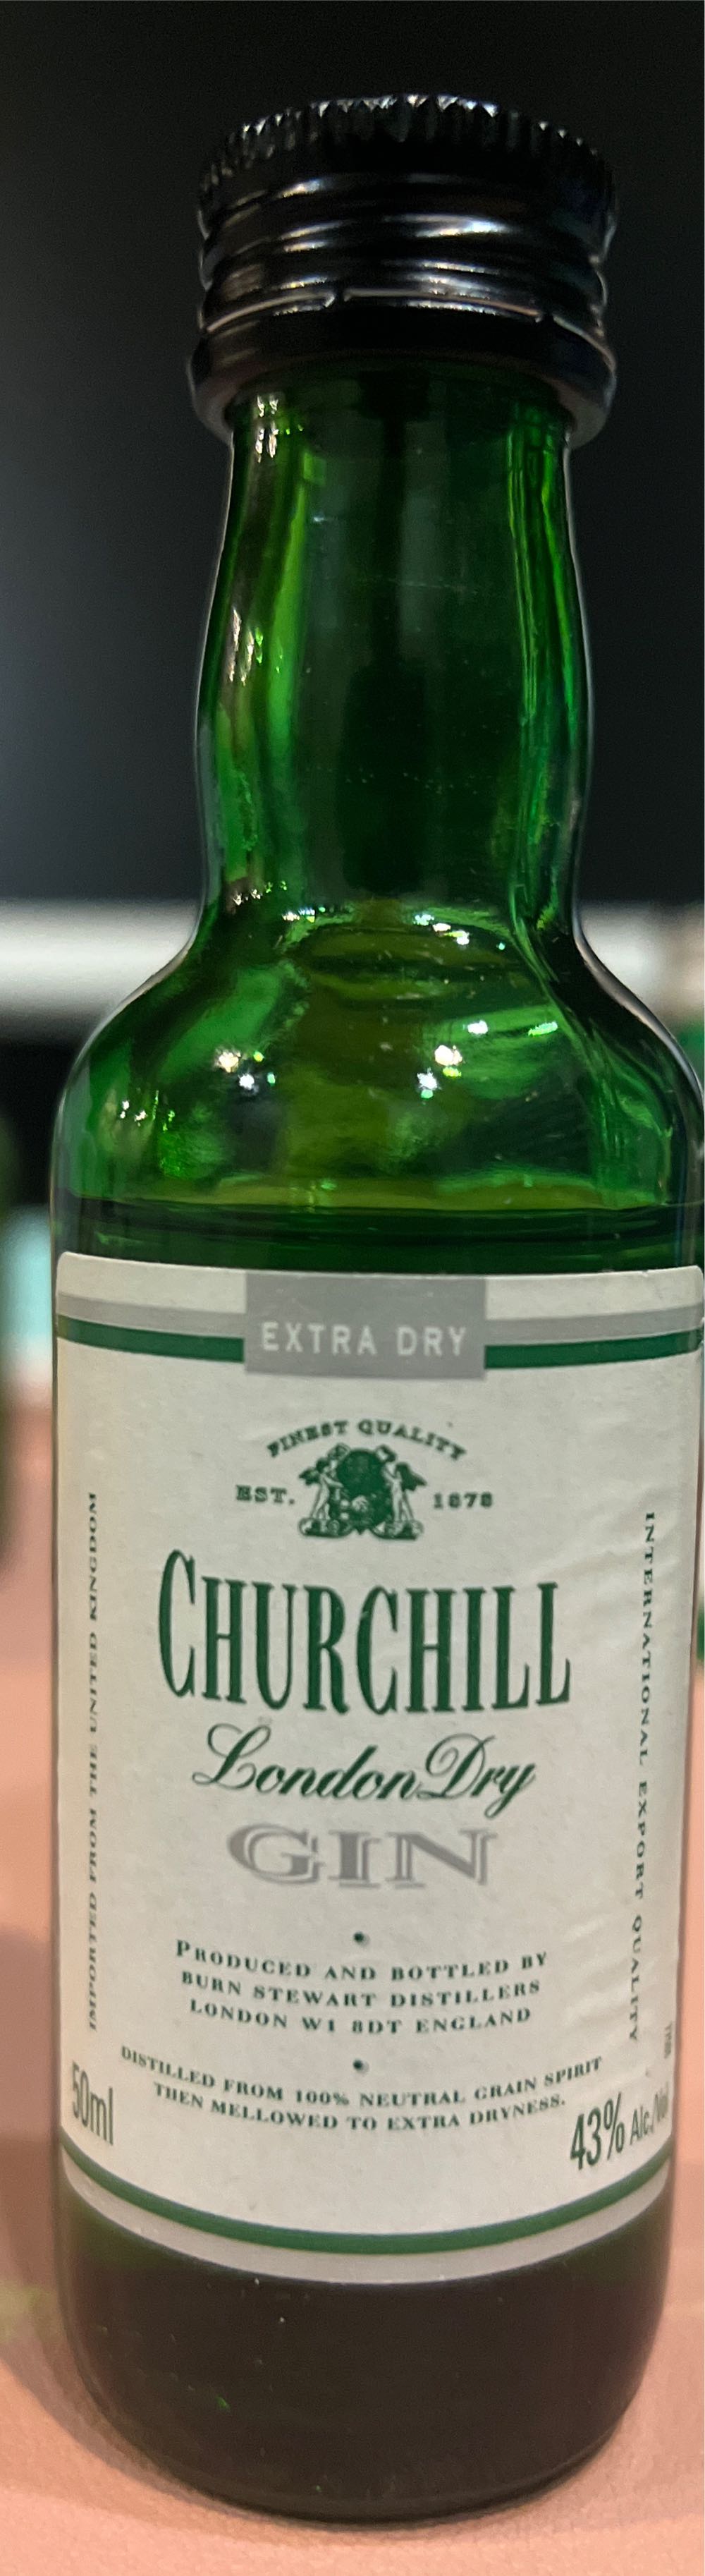 EXTRA DRY
FINEST QUALITY
EST. 1878
CHURCHILL
London Dry
GIN
PRODUCED AND BOTTLED BY
BURN STEWART DISTILLERS
LONDON W1 8DT ENGLAND
DISTILLED FROM 100% NEUTRAL GRAIN SPIRIT
THEN MELLOWED TO EXTRA DRYNESS.
50ml
43% Alc./Vol
IMPORTED FROM THE UNITED KINGDOM
INTERNATIONAL EXPORT QUALITY